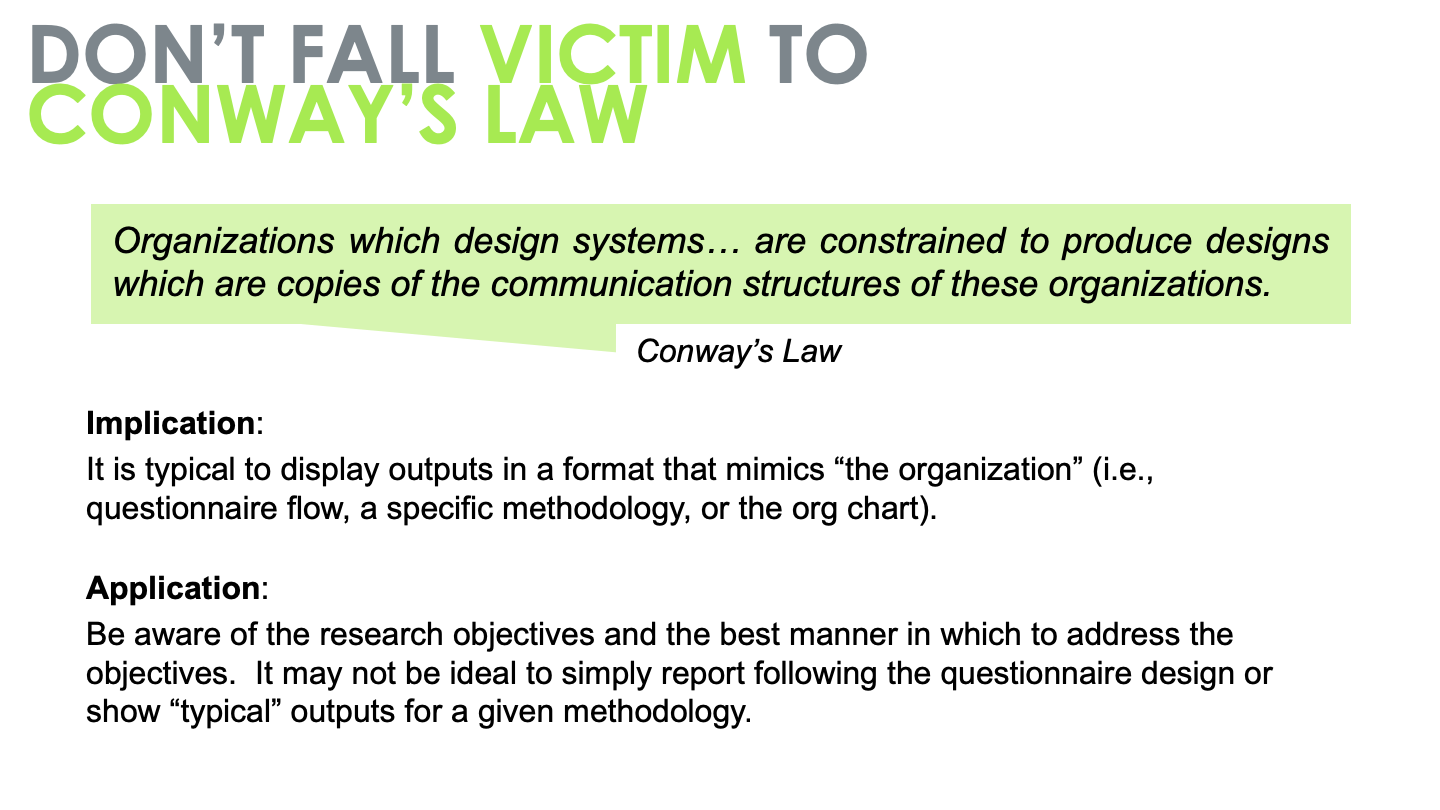 DON’T FALL VICTIM TO
CONWAY’S LAW
Organizations which design systems… are constrained to produce designs
which are copies of the communication structures of these organizations.
Conway’s Law
Implication:
It is typical to display outputs in a format that mimics “the organization” (i.e.,
questionnaire flow, a specific methodology, or the org chart).
Application:
Be aware of the research objectives and the best manner in which to address the
objectives.  It may not be ideal to simply report following the questionnaire design or
show “typical” outputs for a given methodology.